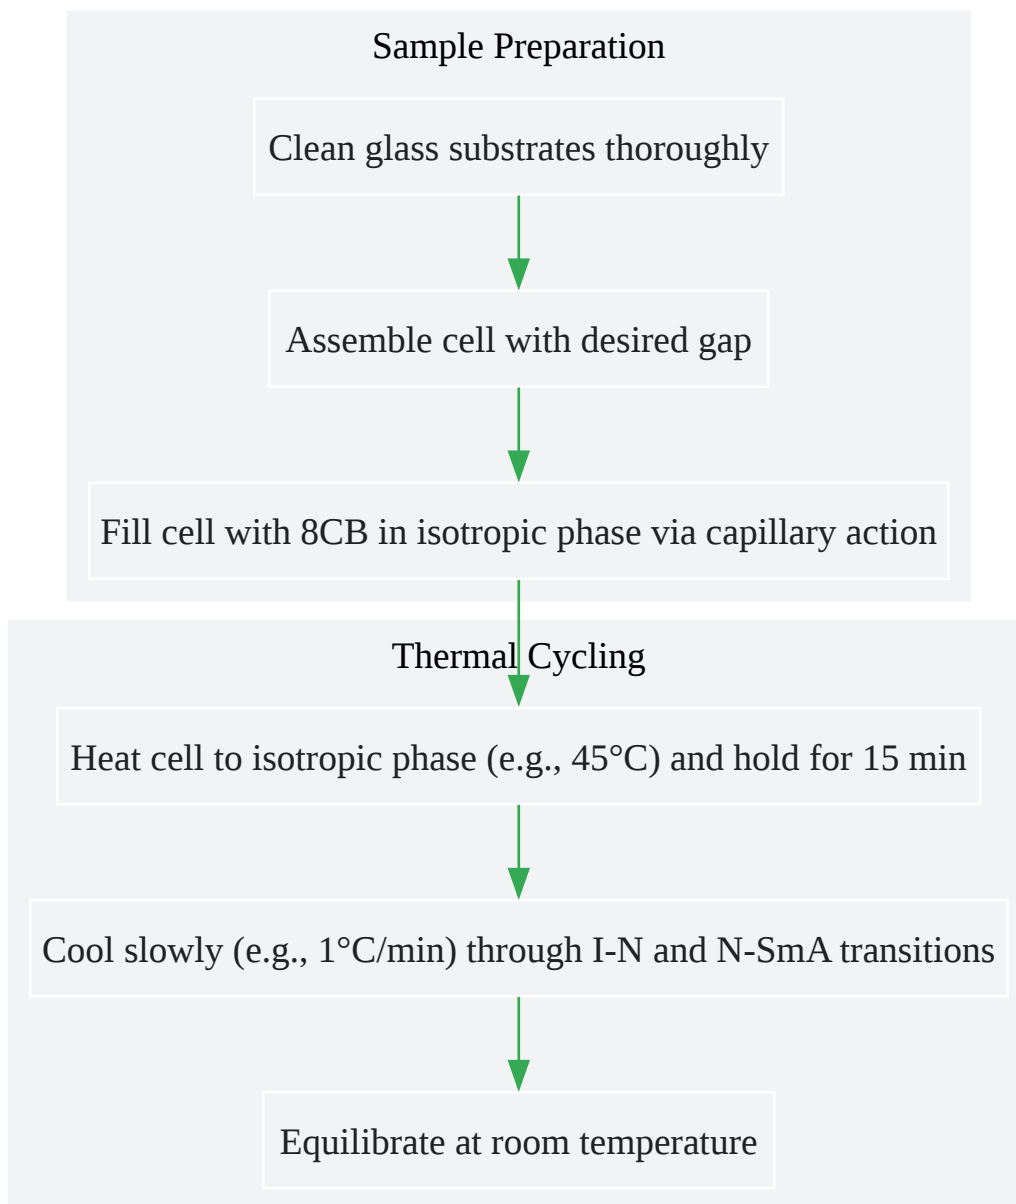 Sample Preparation
Clean glass substrates thoroughly
Assemble cell with desired gap
Fill cell with 8CB in isotropic phase via capillary action
Thermal Cycling
Heat cell to isotropic phase (e.g., 45°C) and hold for 15 min
Cool slowly (e.g., 1°C/min) through I-N and N-SmA transitions
Equilibrate at room temperature